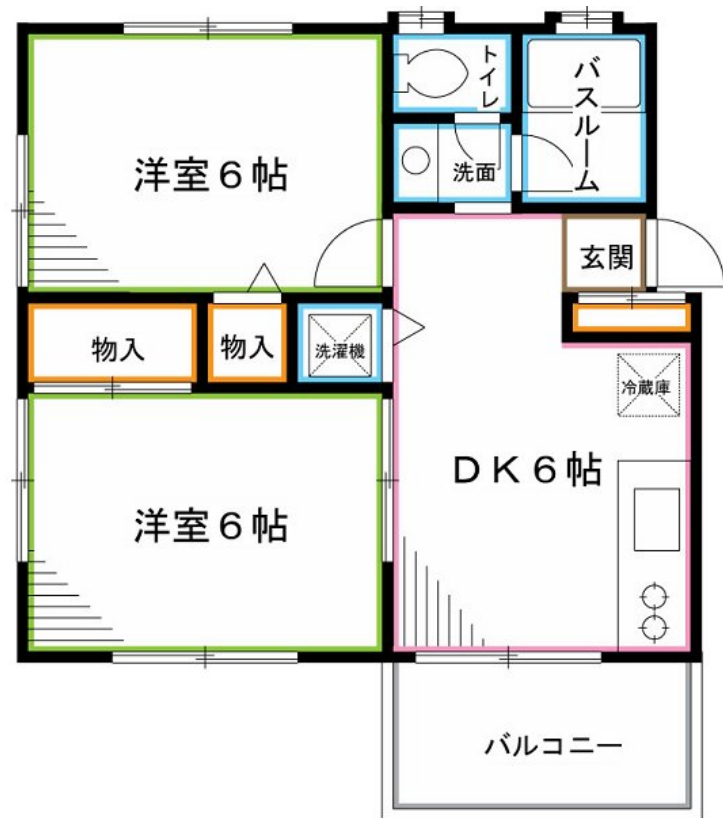 トイレ
バスルーム
洋室6帖
洗面
玄関
物入
物入
洗濯機
冷蔵庫
DK6帖
洋室6帖
バルコニー